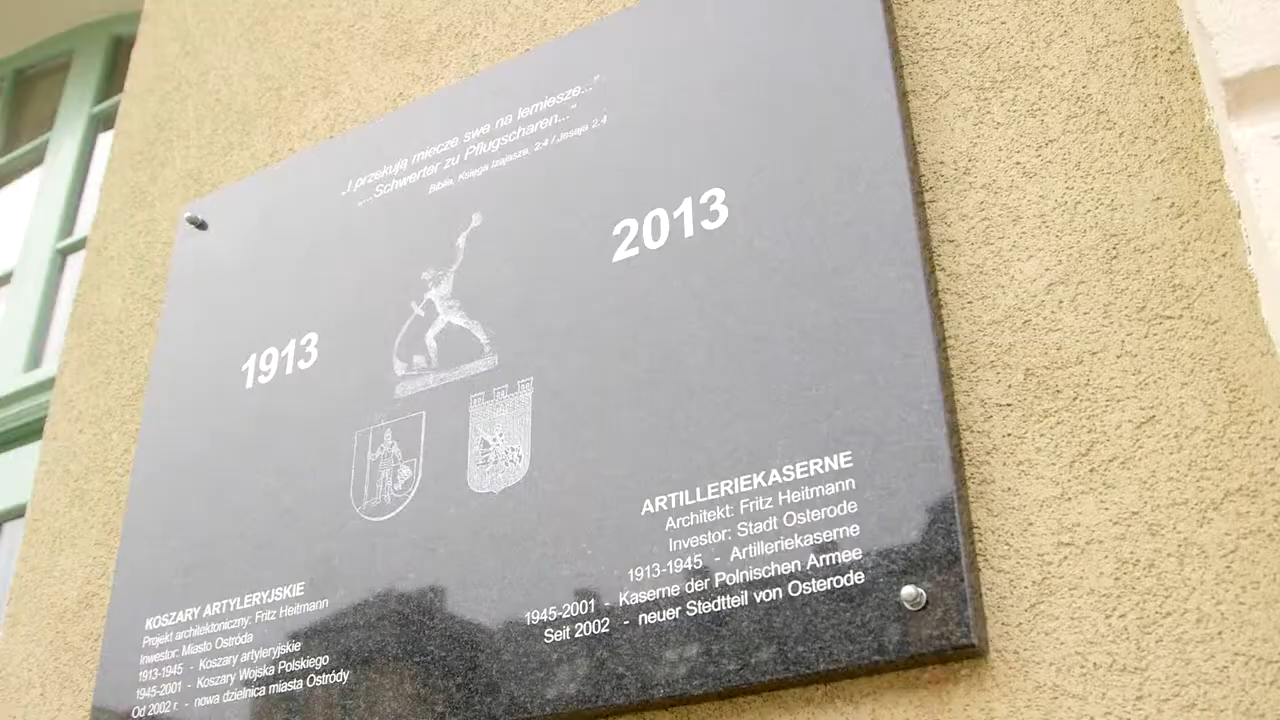 „I przekują miecze swe na lemiesze...”
„...Schwerter zu Pflugscharen...”
Biblia, Księga Izajasza, 2:4 / Jesaja 2.4
1913
2013
KOSZARY ARTYLERYJSKIE
Projekt architektoniczny: Fritz Heitmann
Inwestor: Miasto Ostróda
1913-1945 - Koszary artyleryjskie
1945-2001 - Koszary Wojska Polskiego
Od 2002 r. - nowa dzielnica miasta Ostródy
ARTILLERIEKASERNE
Architekt: Fritz Heitmann
Investor: Stadt Osterode
1913-1945 - Artilleriekaserne
1945-2001 - Kaserne der Polnischen Armee
Seit 2002 - neuer Stedtteil von Osterode